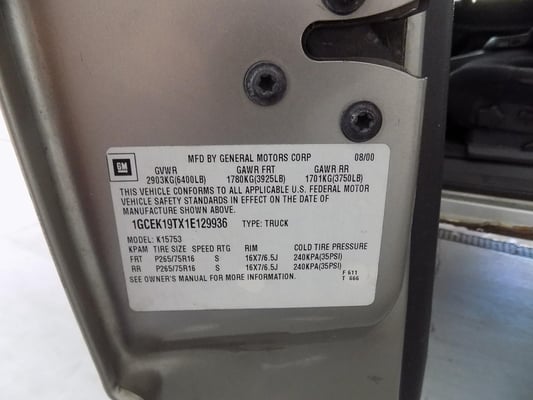 GM
MFD BY GENERAL MOTORS CORP 08/00
GVWR GAWR FRT GAWR RR
2903KG(6400LB) 1780KG(3925LB) 1701KG(3750LB)
THIS VEHICLE CONFORMS TO ALL APPLICABLE U.S. FEDERAL MOTOR
VEHICLE SAFETY STANDARDS IN EFFECT ON THE DATE OF
MANUFACTURE SHOWN ABOVE.
1GCEK19TX1E129936 TYPE: TRUCK
MODEL: K15753
KPAM TIRE SIZE SPEED RTG RIM COLD TIRE PRESSURE
FRT P265/75R16 S 16X7/6.5J 240KPA(35PSI)
RR P265/75R16 S 16X7/6.5J 240KPA(35PSI)
SEE OWNER'S MANUAL FOR MORE INFORMATION.
F 611
T 666